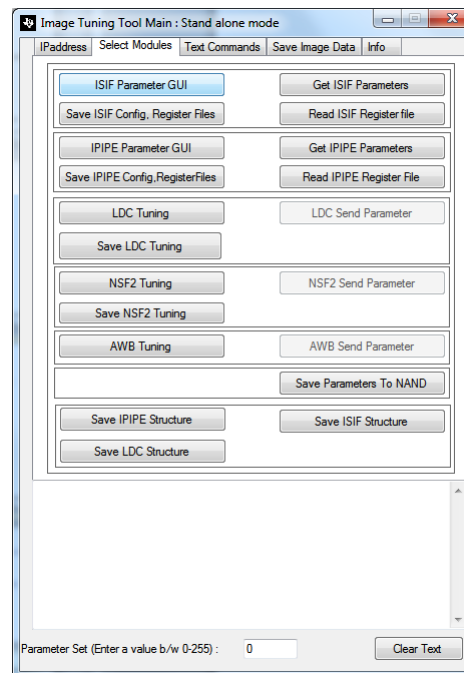 Image Tuning Tool Main : Stand alone mode
IPaddress Select Modules Text Commands Save Image Data Info
ISIF Parameter GUI Get ISIF Parameters
Save ISIF Config, Register Files Read ISIF Register file
IPIPE Parameter GUI Get IPIPE Parameters
Save IPIPE Config,RegisterFiles Read IPIPE Register File
LDC Tuning LDC Send Parameter
Save LDC Tuning
NSF2 Tuning NSF2 Send Parameter
Save NSF2 Tuning
AWB Tuning AWB Send Parameter
Save Parameters To NAND
Save IPIPE Structure Save ISIF Structure
Save LDC Structure
Parameter Set (Enter a value b/w 0-255) : 0 Clear Text